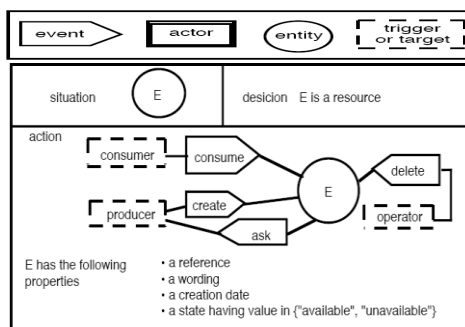 event
actor
entity
trigger
or target
situation
E
desicion E is a resource
action
consumer
consume
E
delete
producer
create
ask
operator
E has the following
properties
• a reference
• a wording
• a creation date
• a state having value in {"available", "unavailable"}